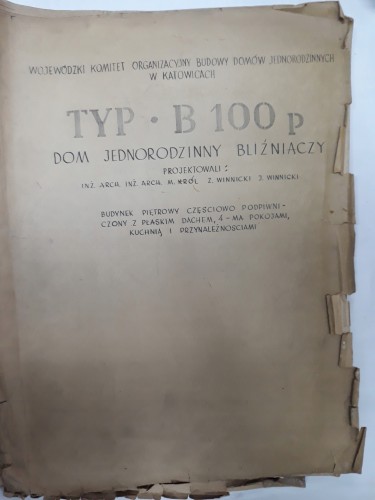 WOJEWÓDZKI KOMITET ORGANIZACYJNY BUDOWY DOMÓW JEDNORODZINNYCH
W KATOWICACH
TYP • B 100 p
DOM JEDNORODZINNY BLIŹNIACZY
PROJEKTOWALI :
INŻ. ARCH. INŻ. ARCH. M. KRÓL Z. WINNICKI J. WINNICKI
BUDYNEK PIĘTROWY CZĘŚCIOWO PODPIWNI-
CZONY Z PŁASKIM DACHEM, 4-MA POKOJAMI,
KUCHNIĄ I PRZYNALEŻNOŚCIAMI